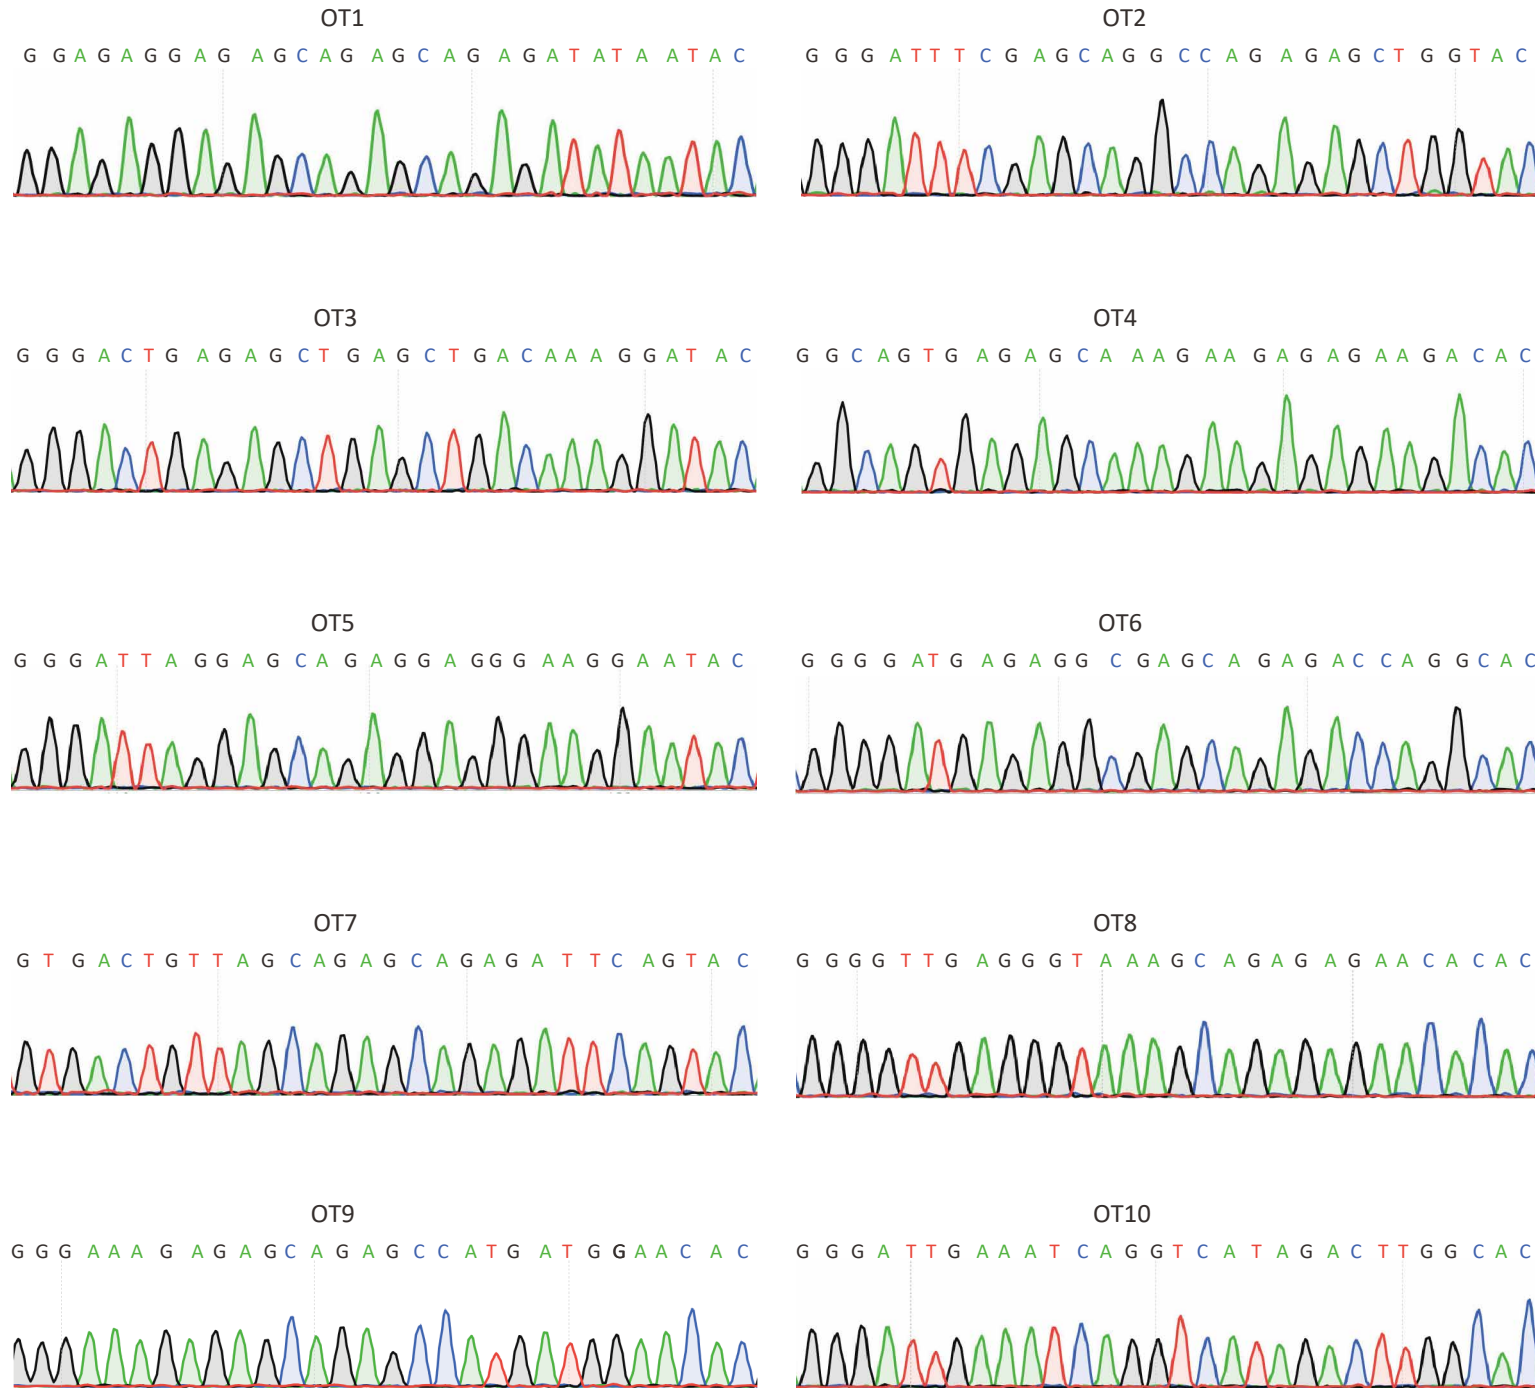 OT1
G G A G A G G A G A G C A G A G C A G A G A T A T A A T A C
OT2
G G G A T T T C G A G C A G G C C A G A G A G C T G G T A C
OT3
G G G A C T G A G A G C T G A G C T G A C A A A G G A T A C
OT4
G G C A G T G A G A G C A A A G A A G A G A G A A G A C A C
OT5
G G G A T T A G G A G C A G A G G A G G G A A G G A A T A C
OT6
G G G G A T G A G A G G C G A G C A G A G A C C A G G C A C
OT7
G T G A C T G T T A G C A G A G C A G A G A T T C A G T A C
OT8
G G G G T T G A G G G T A A A G C A G A G A G A A C A C A C
OT9
G G G A A A G A G A G C A G A G C C A T G A T G G A A C A C
OT10
G G G A T T G A A A T C A G G T C A T A G A C T T G G C A C